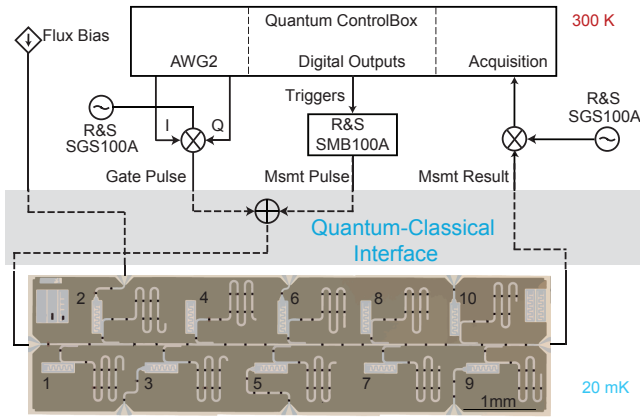 Flux Bias
Quantum ControlBox
300 K
AWG2
Digital Outputs
Acquisition
Triggers
R&S
SGS100A
I
Q
R&S
SMB100A
R&S
SGS100A
Gate Pulse
Msmt Pulse
Msmt Result
Quantum-Classical
Interface
2
4
6
8
10
1
3
5
7
9
1mm
20 mK